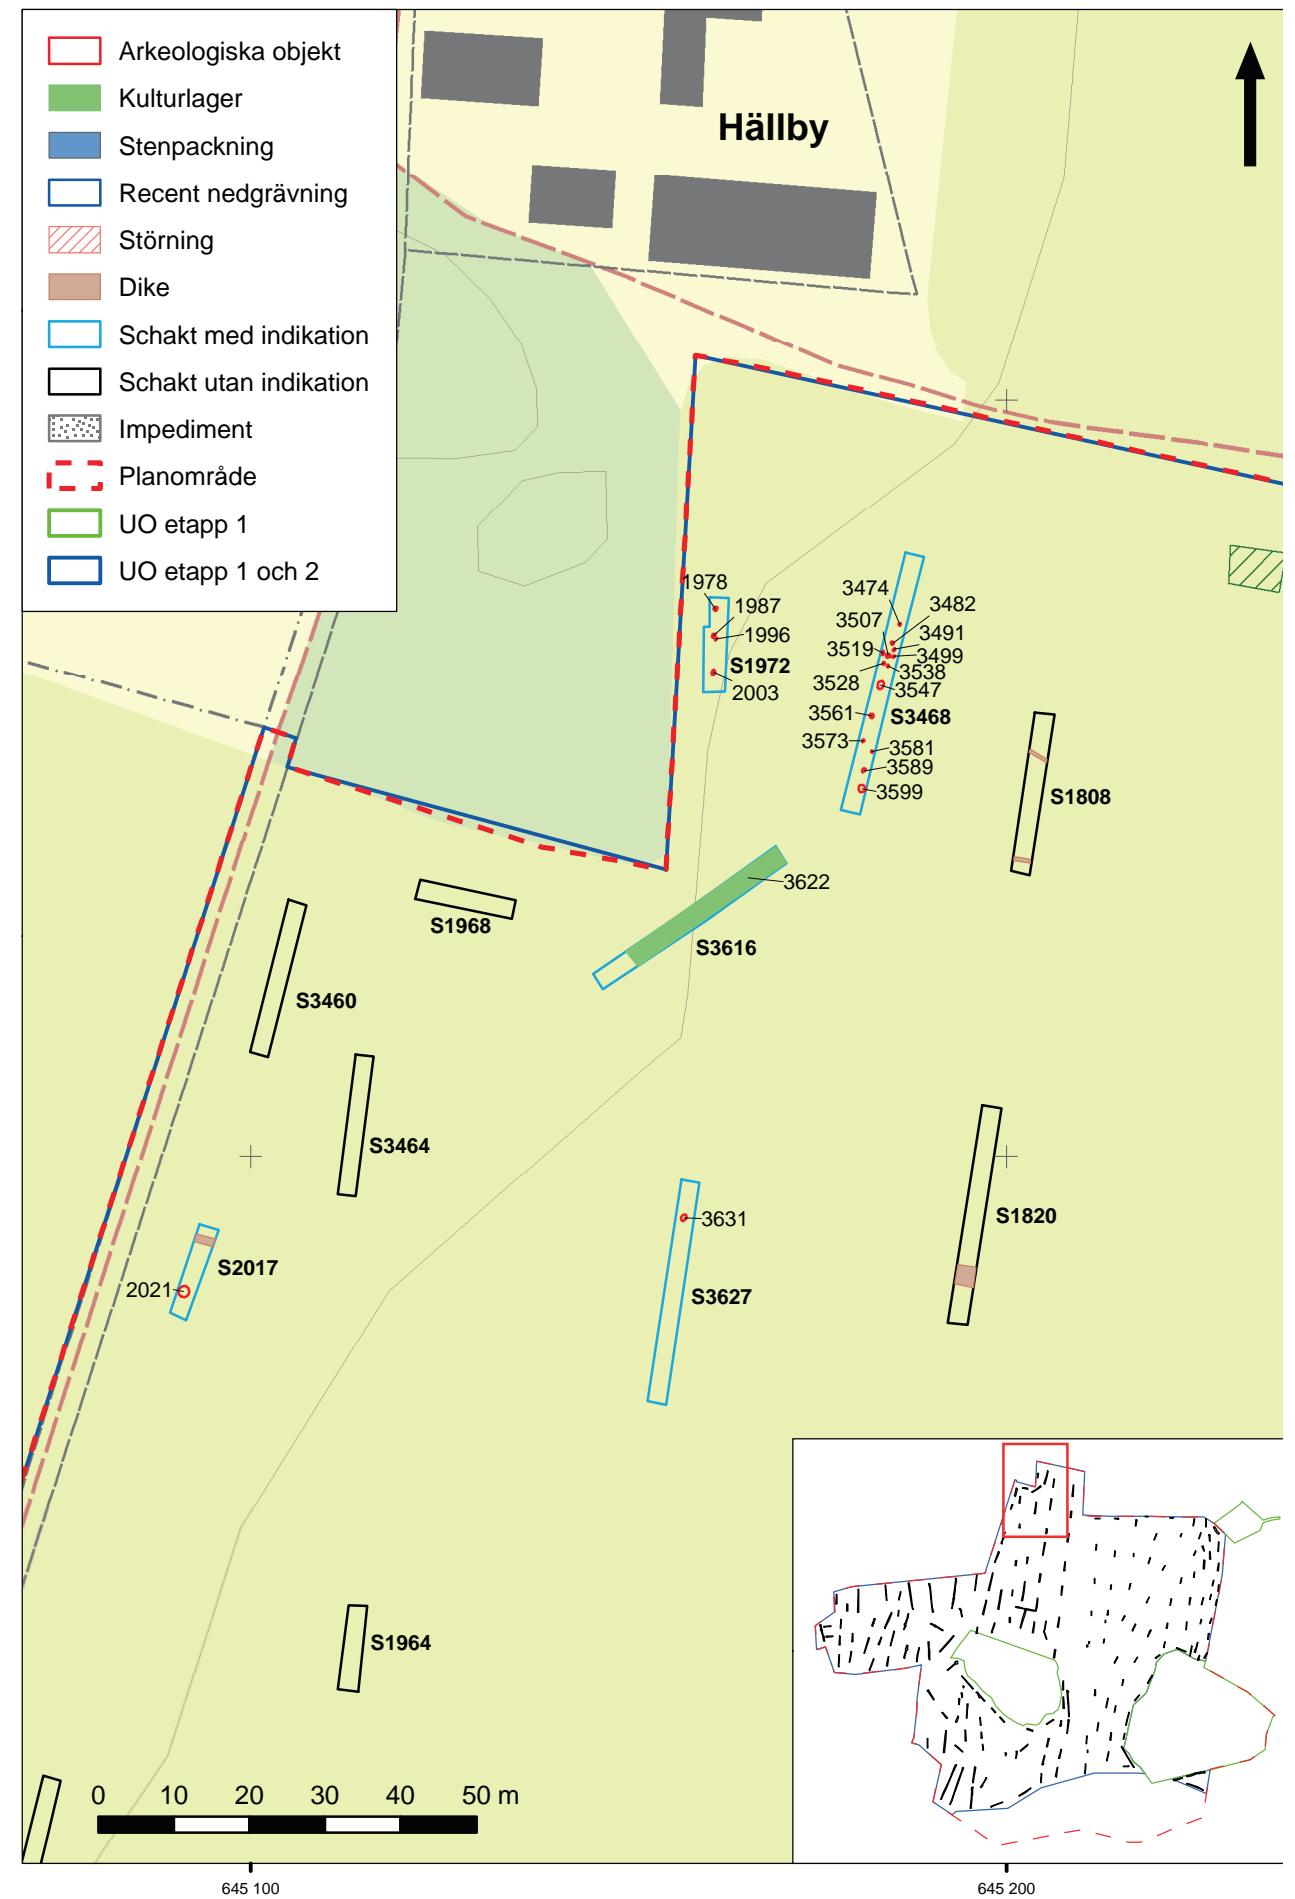 Arkeologiska objekt
Kulturlager
Stenpackning
Recent nedgrävning
Störning
Dike
Schakt med indikation
Schakt utan indikation
Impediment
Planområde
UO etapp 1
UO etapp 1 och 2
Hällby
1978
1987
1996
S1972
2003
3474
3482
3507
3491
3519
3499
3538
3528
3547
3561
S3468
3573
3581
3589
3599
S1808
3622
S1968
S3616
S3460
S3464
3631
S1820
S2017
2021
S3627
S1964
0 10 20 30 40 50 m
645 100
645 200